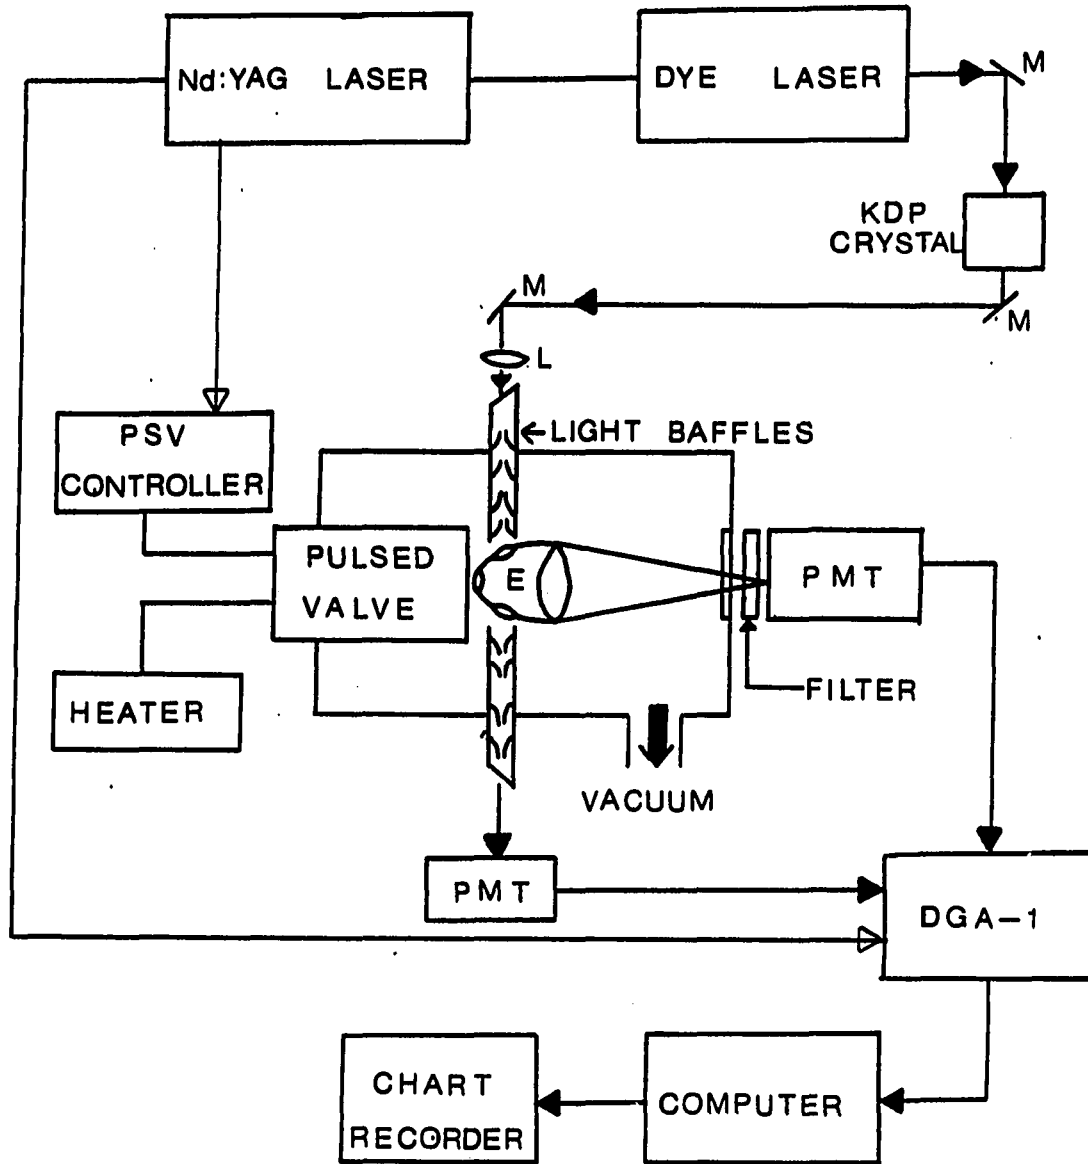 Nd:YAG LASER
DYE LASER
M
KDP
CRYSTAL
M
M
L
LIGHT BAFFLES
PSV
CONTROLLER
PULSED
VALVE
E
PMT
HEATER
FILTER
VACUUM
PMT
DGA-1
CHART
RECORDER
COMPUTER